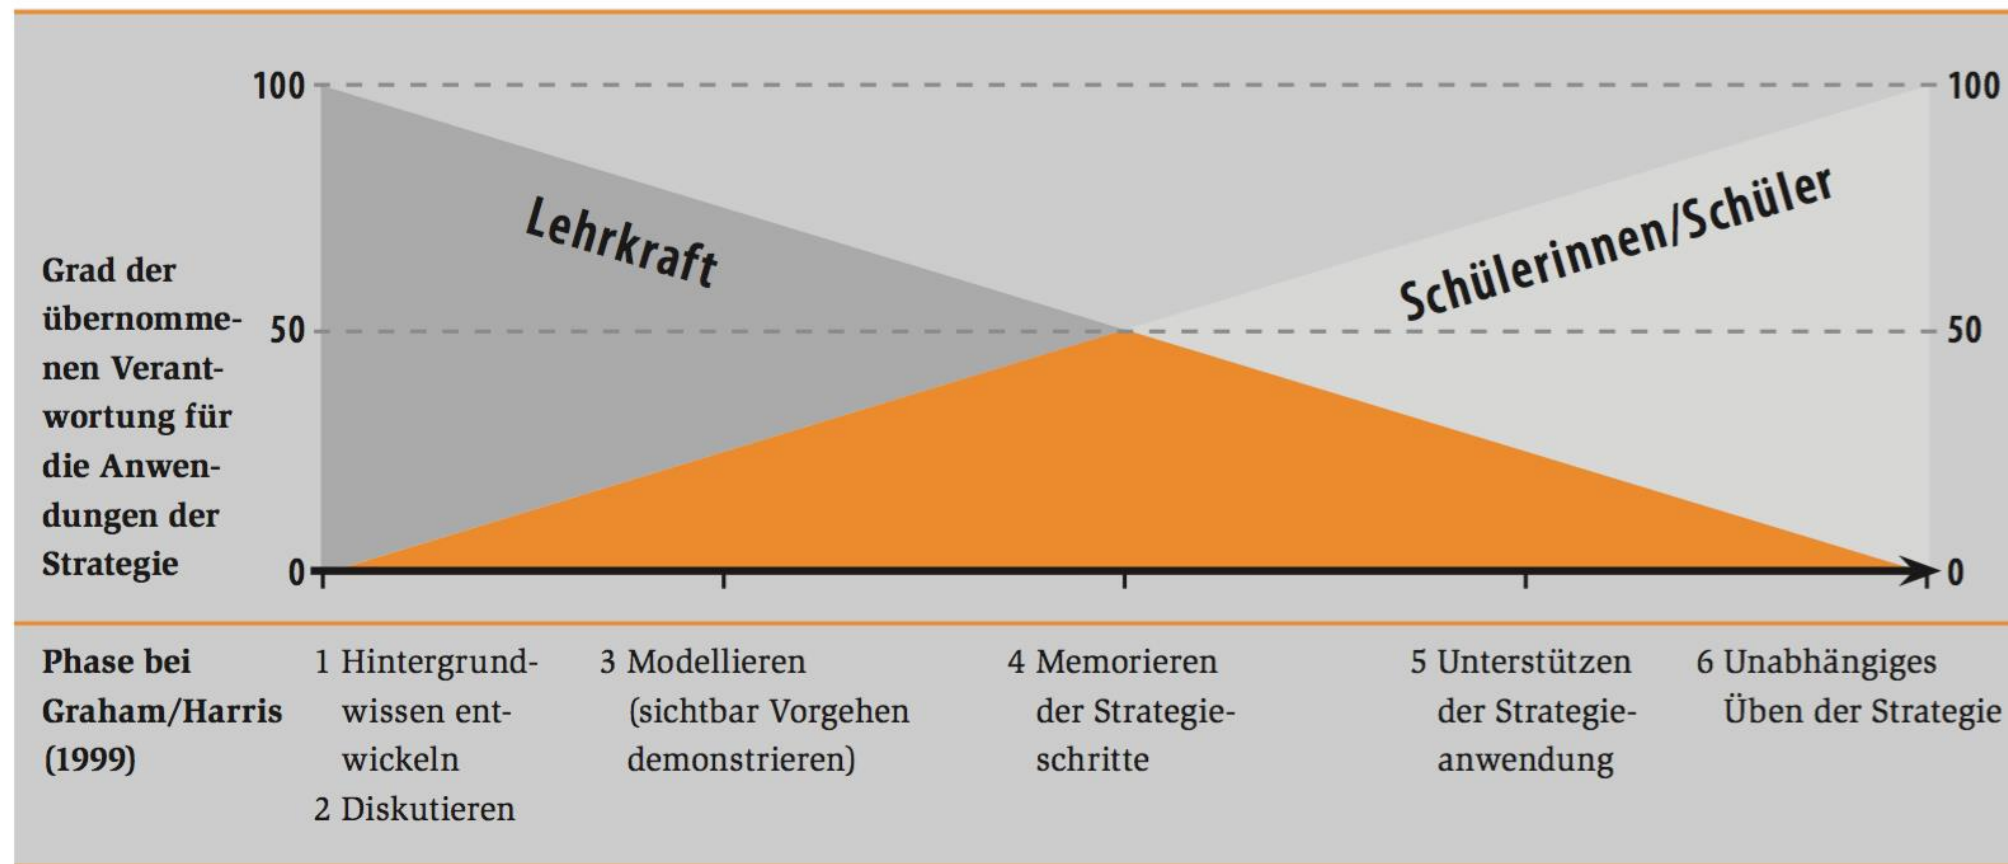 100
100
Lehrkraft
Schülerinnen/Schüler
Grad der
übernomme-
nen Verant-
wortung für
die Anwen-
dungen der
Strategie
50
50
0
0
Phase bei
Graham/Harris
(1999)
1 Hintergrund-
wissen ent-
wickeln
2 Diskutieren
3 Modellieren
(sichtbar Vorgehen
demonstrieren)
4 Memorieren
der Strategie-
schritte
5 Unterstützen
der Strategie-
anwendung
6 Unabhängiges
Üben der Strategie